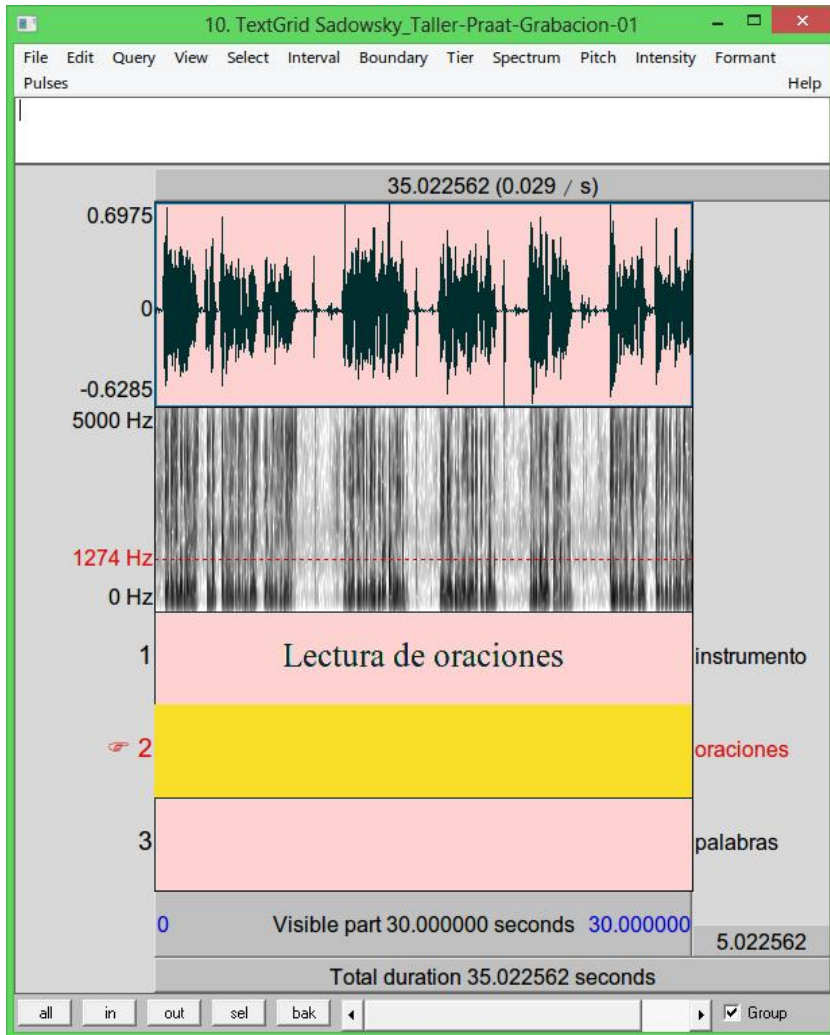 10. TextGrid Sadowsky_Taller-Praat-Grabacion-01
File Edit Query View Select Interval Boundary Tier Spectrum Pitch Intensity Formant
Pulses Help
35.022562 (0.029 / s)
0.6975
0
-0.6285
5000 Hz
1274 Hz
0 Hz
1 Lectura de oraciones instrumento
☞ 2 oraciones
3 palabras
0 Visible part 30.000000 seconds 30.000000 5.022562
Total duration 35.022562 seconds
all in out sel bak Group